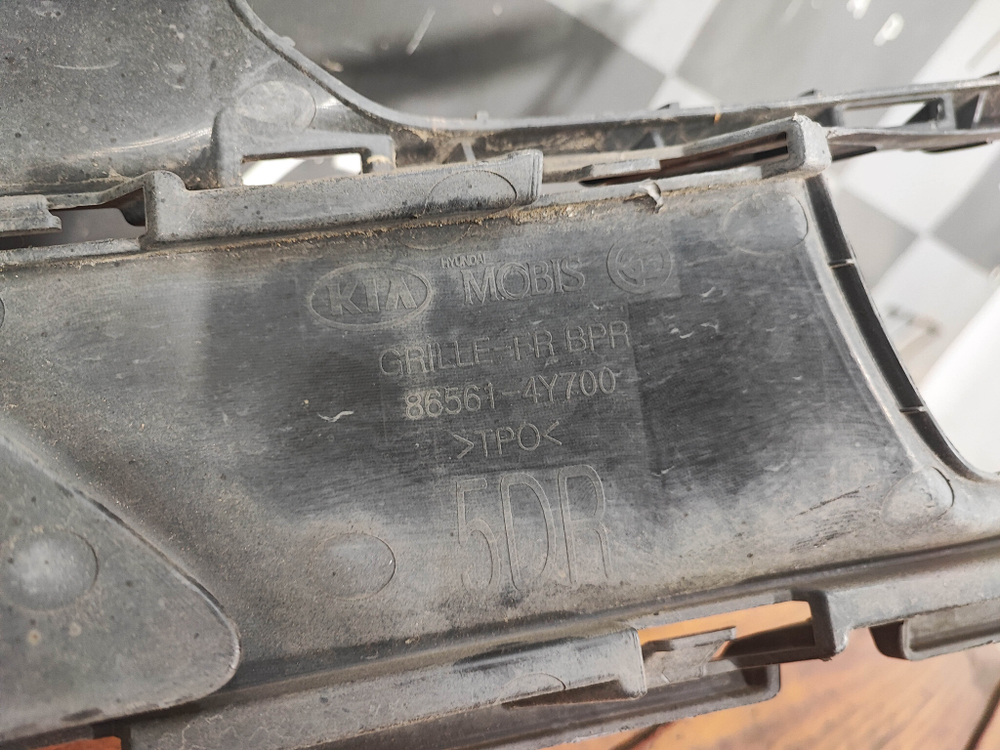 KIA HYUNDAI MOBIS
GRILLE-FR BPR
86561-4Y700
>TPO<
5DR